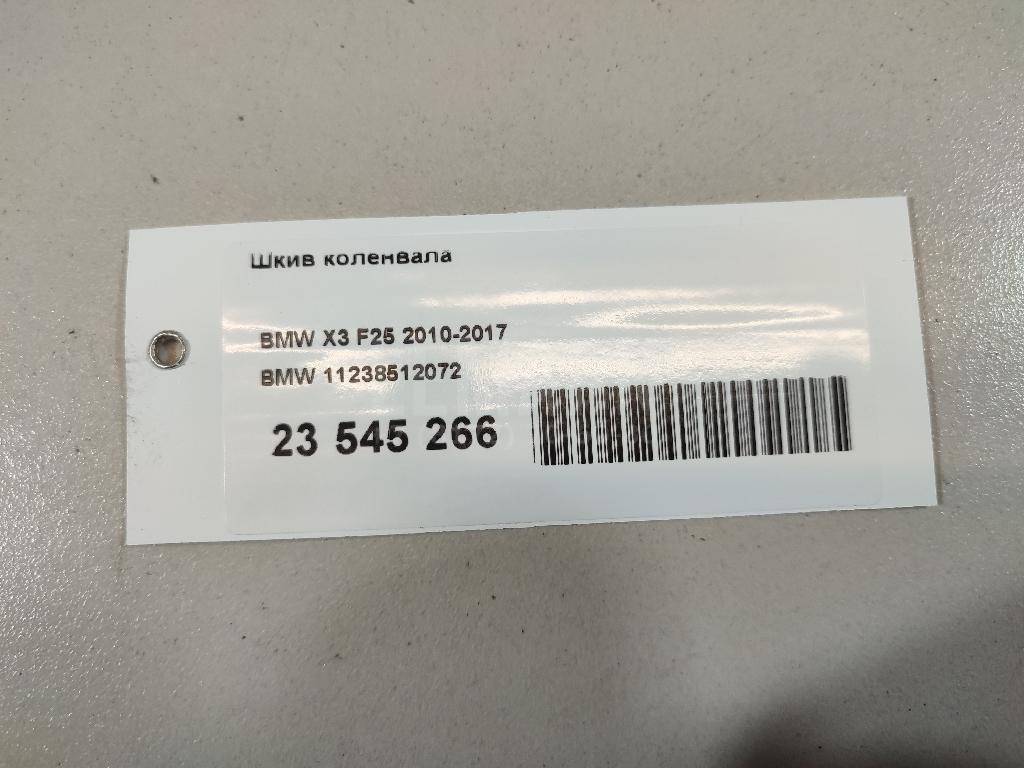 Шкив коленвала
BMW X3 F25 2010-2017
BMW 11238512072
23 545 266